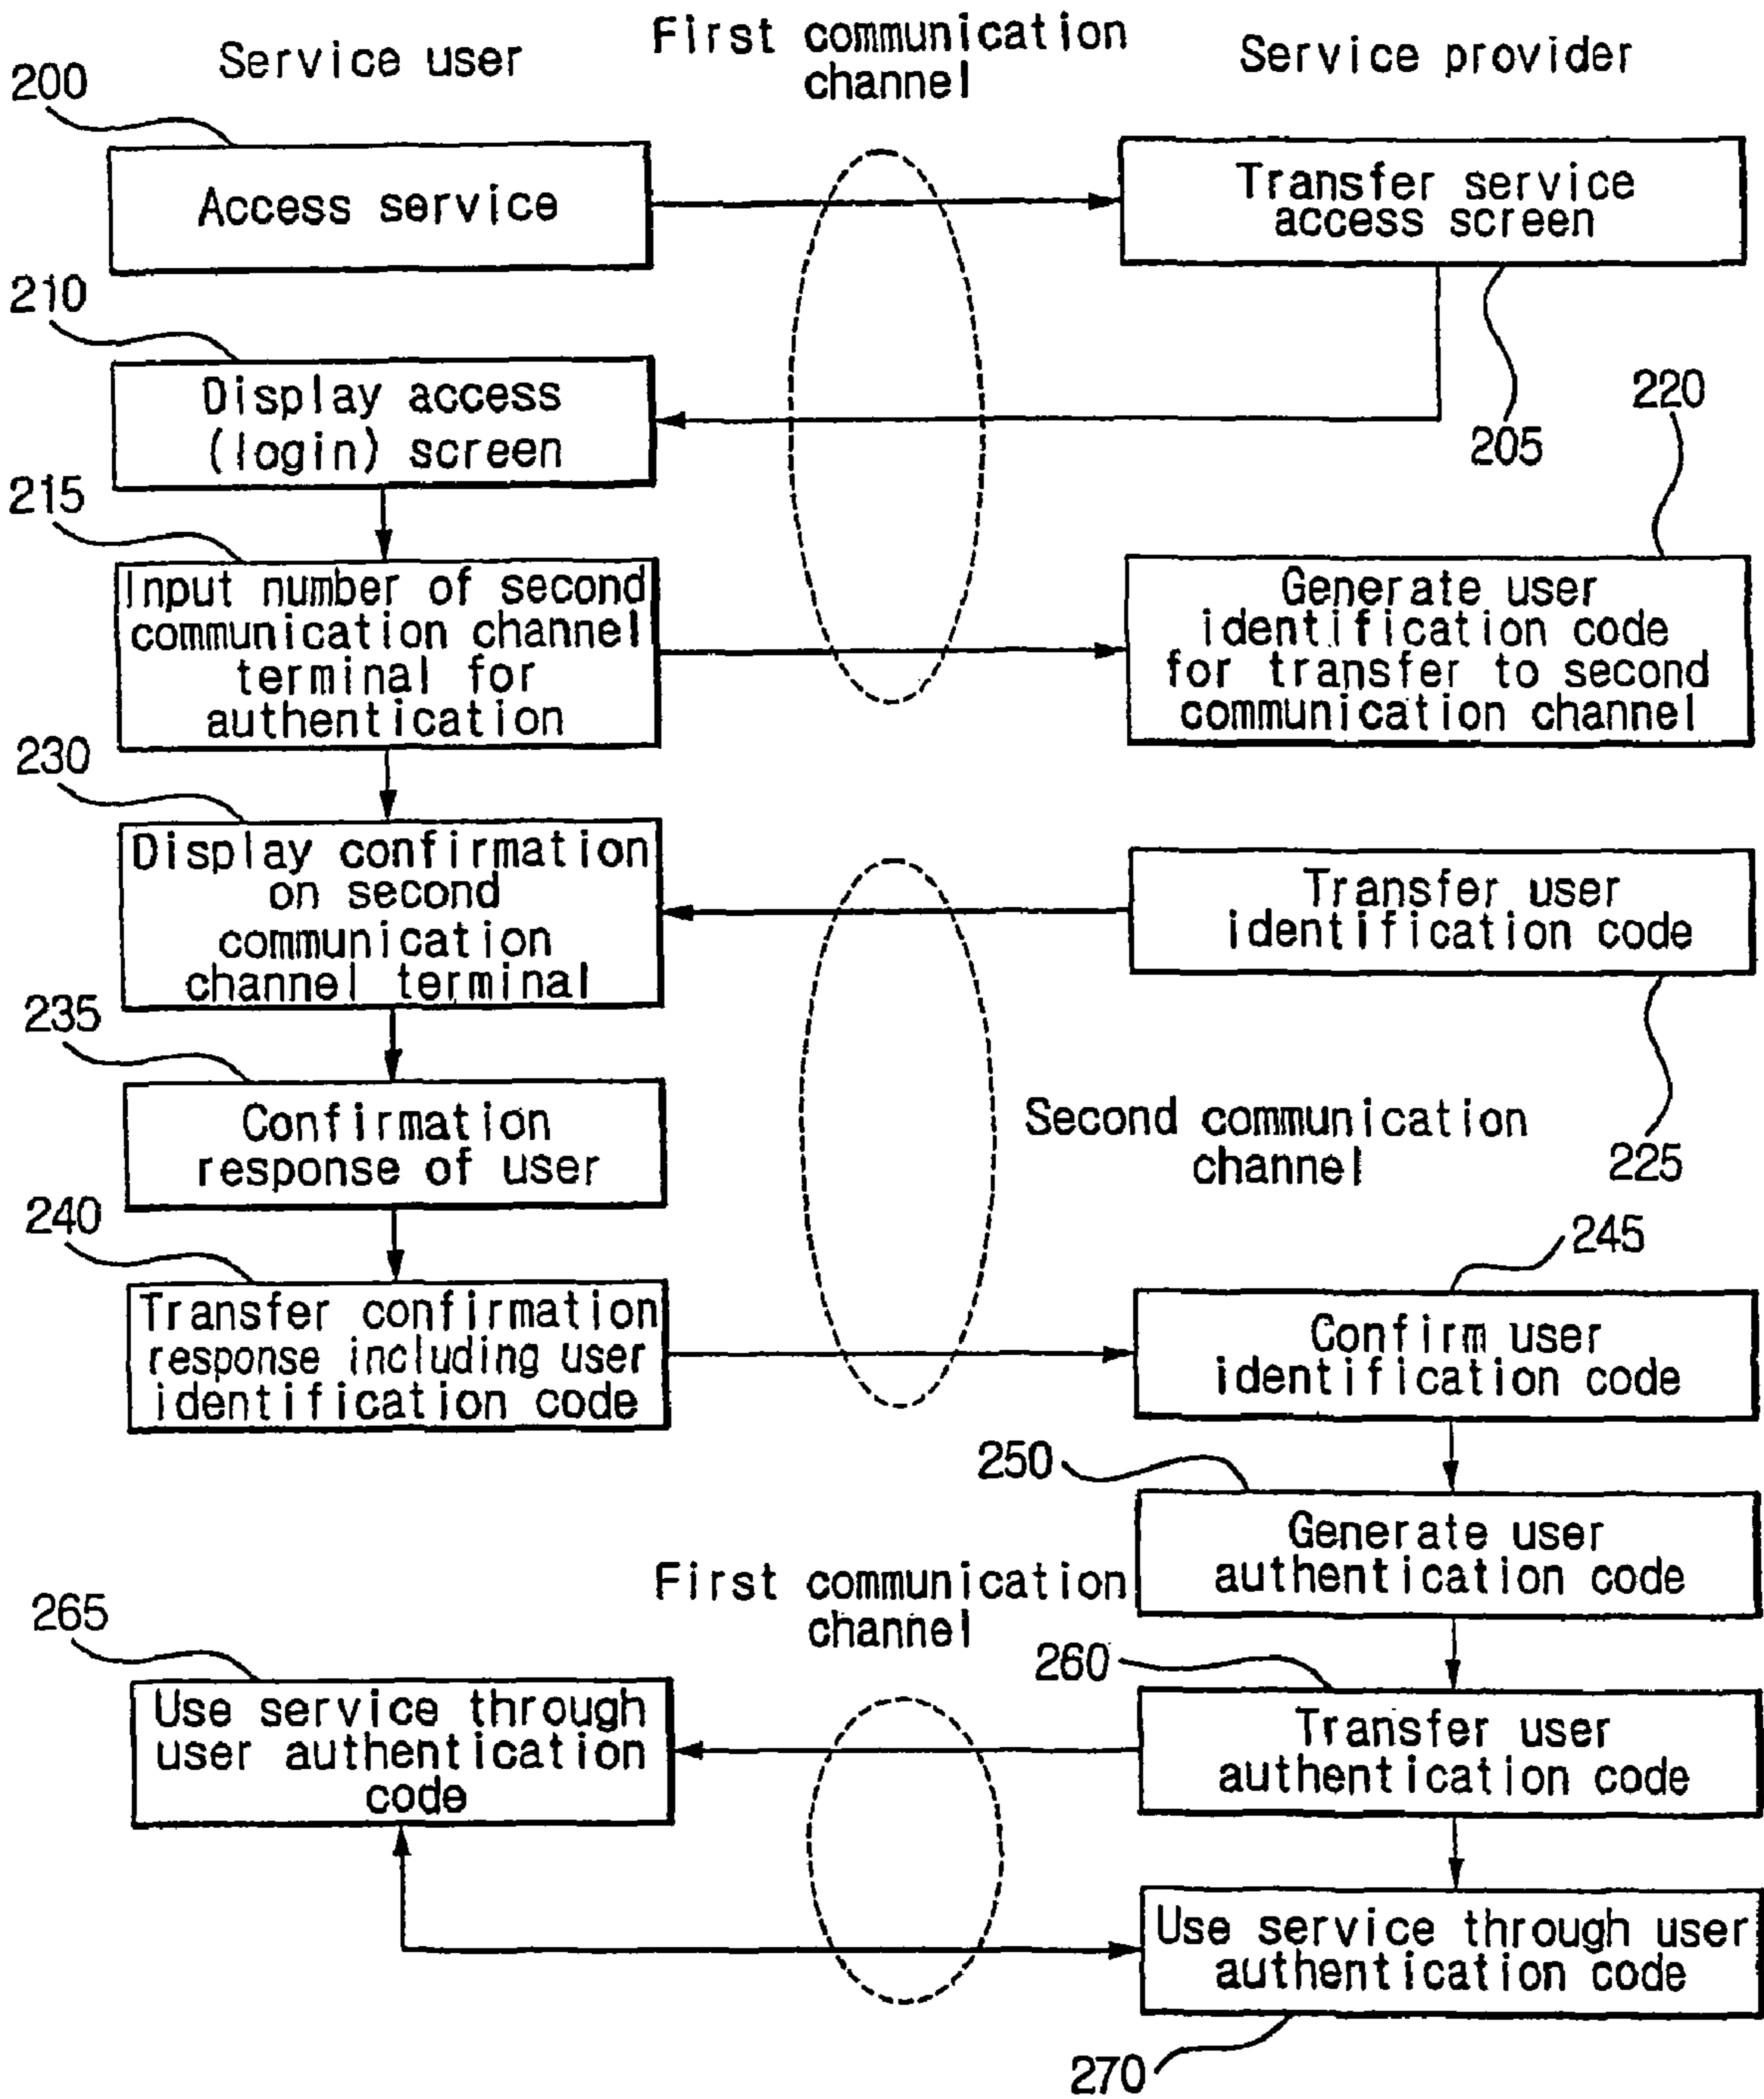 Service user
First communication
channel
Service provider
200
Access service
Transfer service
access screen
205
210
Display access
(login) screen
215
Input number of second
communication channel
terminal for
authentication
220
Generate user
identification code
for transfer to second
communication channel
230
Display confirmation
on second
communication
channel terminal
Transfer user
identification code
225
235
Confirmation
response of user
Second communication
channel
240
Transfer confirmation
response including user
identification code
245
Confirm user
identification code
250
Generate user
authentication code
First communication
channel
260
Transfer user
authentication code
265
Use service through
user authentication
code
Use service through user
authentication code
270